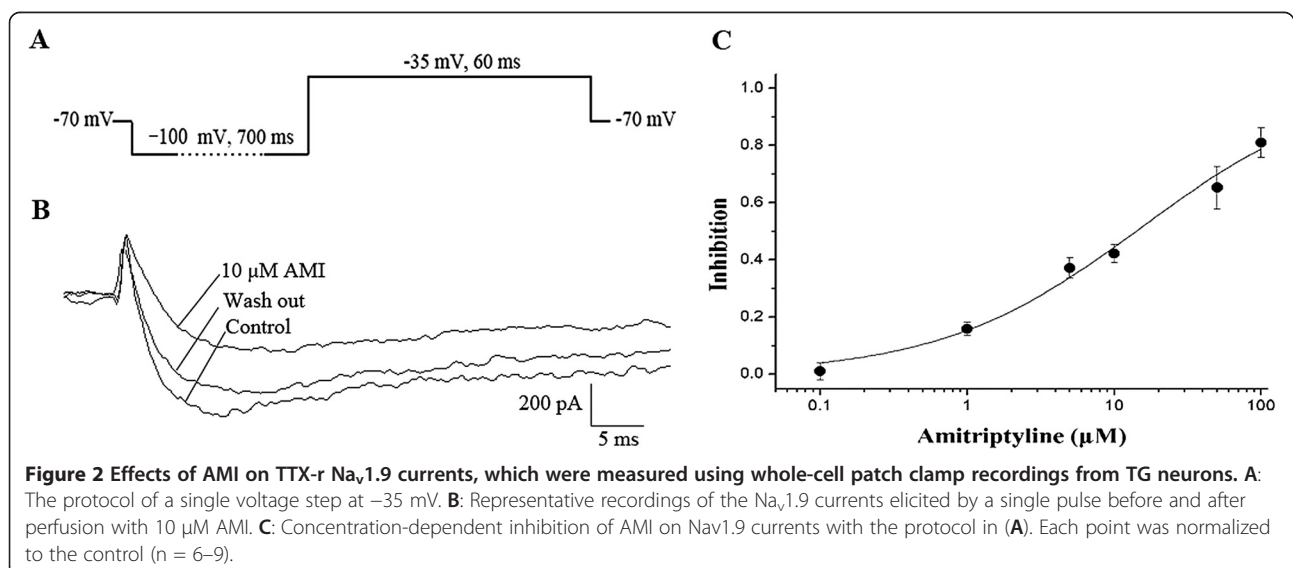 A
-35 mV, 60 ms
-70 mV
-100 mV, 700 ms
-70 mV
B
10 µM AMI
Wash out
Control
200 pA
5 ms
C
Inhibition
1.0
0.8
0.6
0.4
0.2
0.0
0.1
1
10
100
Amitriptyline (µM)
Figure 2 Effects of AMI on TTX-r Nav1.9 currents, which were measured using whole-cell patch clamp recordings from TG neurons. A:
The protocol of a single voltage step at −35 mV. B: Representative recordings of the Nav1.9 currents elicited by a single pulse before and after
perfusion with 10 µM AMI. C: Concentration-dependent inhibition of AMI on Nav1.9 currents with the protocol in (A). Each point was normalized
to the control (n = 6–9).